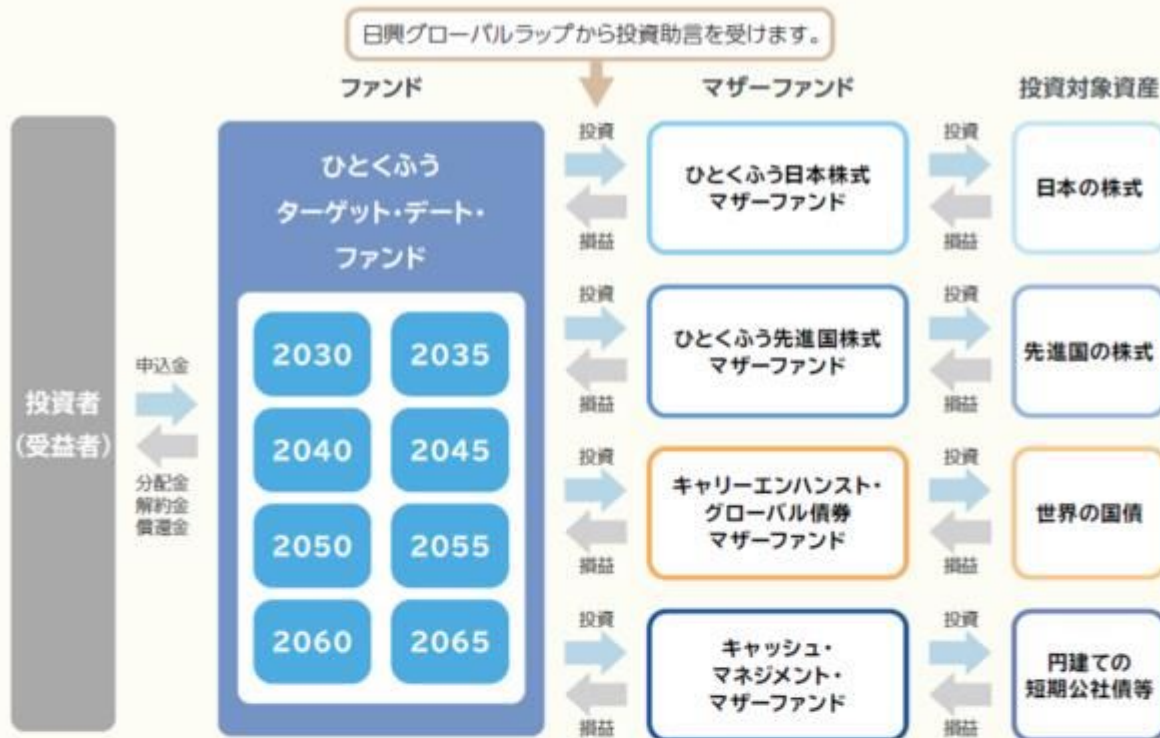 日興グローバルラップから投資助言を受けます。
ファンド
マザーファンド
投資対象資産
投資者
(受益者)
申込金
分配金
解約金
償還金
ひとくふう
ターゲット・デート・
ファンド
2030
2035
2040
2045
2050
2055
2060
2065
投資
損益
ひとくふう日本株式
マザーファンド
投資
損益
日本の株式
投資
損益
ひとくふう先進国株式
マザーファンド
投資
損益
先進国の株式
投資
損益
キャリーエンハンスト・
グローバル債券
マザーファンド
投資
損益
世界の国債
投資
損益
キャッシュ・
マネジメント・
マザーファンド
投資
損益
円建ての
短期公社債等